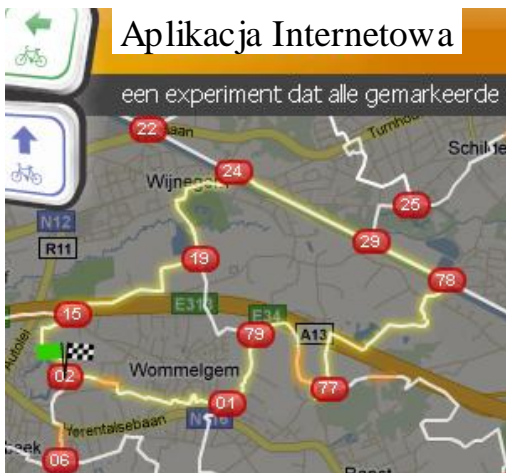 Aplikacja Internetowa
een experiment dat alle gemarkeerde
22
24
Wijnegem
25
N12
R11
29
19
78
E313
E34
15
79
A13
Wommelgem
02
77
01
06